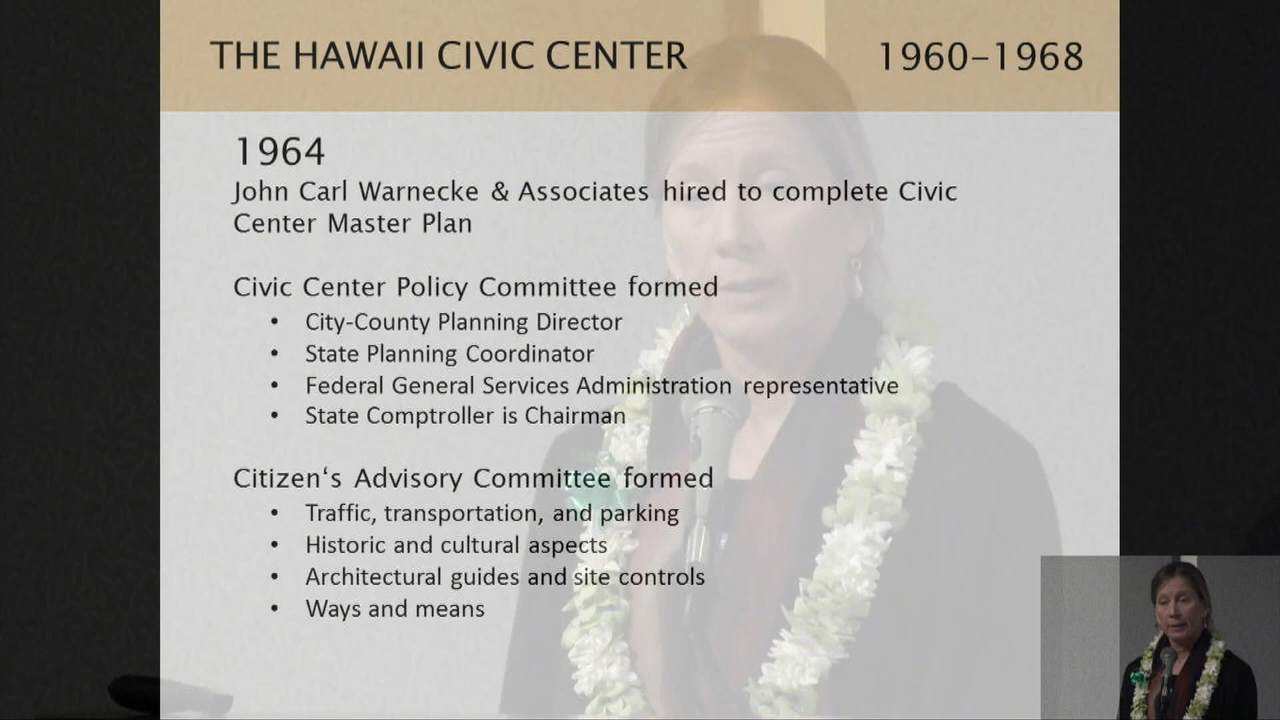 THE HAWAII CIVIC CENTER 1960–1968
1964
John Carl Warnecke & Associates hired to complete Civic
Center Master Plan
Civic Center Policy Committee formed
• City-County Planning Director
• State Planning Coordinator
• Federal General Services Administration representative
• State Comptroller is Chairman
Citizen‘s Advisory Committee formed
• Traffic, transportation, and parking
• Historic and cultural aspects
• Architectural guides and site controls
• Ways and means